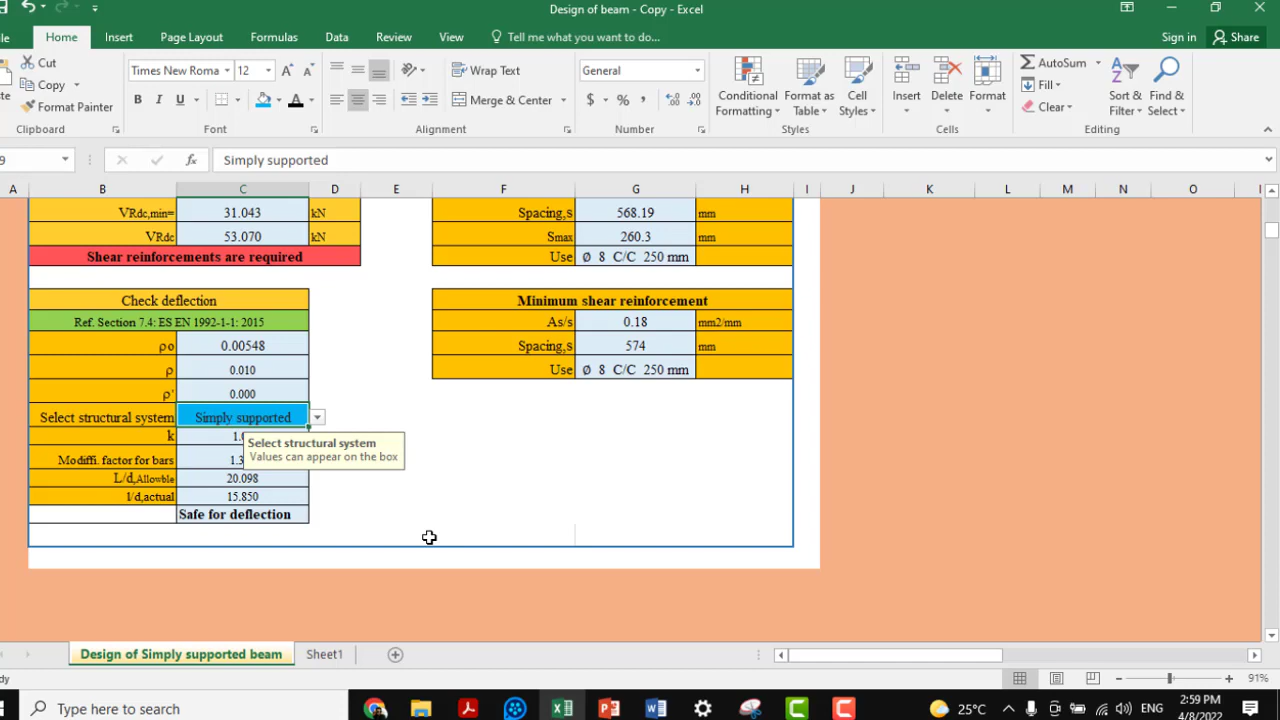 Design of beam - Copy - Excel
Home Insert Page Layout Formulas Data Review View Tell me what you want to do... Sign in Share
Cut
Copy
Format Painter
Clipboard
Times New Roma 12
B I U A
Font
Wrap Text
Merge & Center
Alignment
General
$ % ,
Number
Conditional Formatting
Format as Table
Cell Styles
Styles
Insert Delete Format
Cells
AutoSum
Fill
Clear
Sort & Filter
Find & Select
Editing
9 fx Simply supported
A B C D E F G H I J K L M N O
VRdc,min= 31.043 kN
VRdc 53.070 kN
Shear reinforcements are required
Spacing,s 568.19 mm
Smax 260.3 mm
Use Ø 8 C/C 250 mm
Check deflection
Ref. Section 7.4: ES EN 1992-1-1: 2015
ρo 0.00548
ρ 0.010
ρ' 0.000
Select structural system Simply supported
k 1.
Modiffi. factor for bars 1.3
L/d,Allowble 20.098
l/d,actual 15.850
Safe for deflection
Select structural system
Values can appear on the box
Minimum shear reinforcement
As/s 0.18 mm2/mm
Spacing,s 574 mm
Use Ø 8 C/C 250 mm
Design of Simply supported beam Sheet1
dy 91%
Type here to search
25°C
2:59 PM
4/8/2022